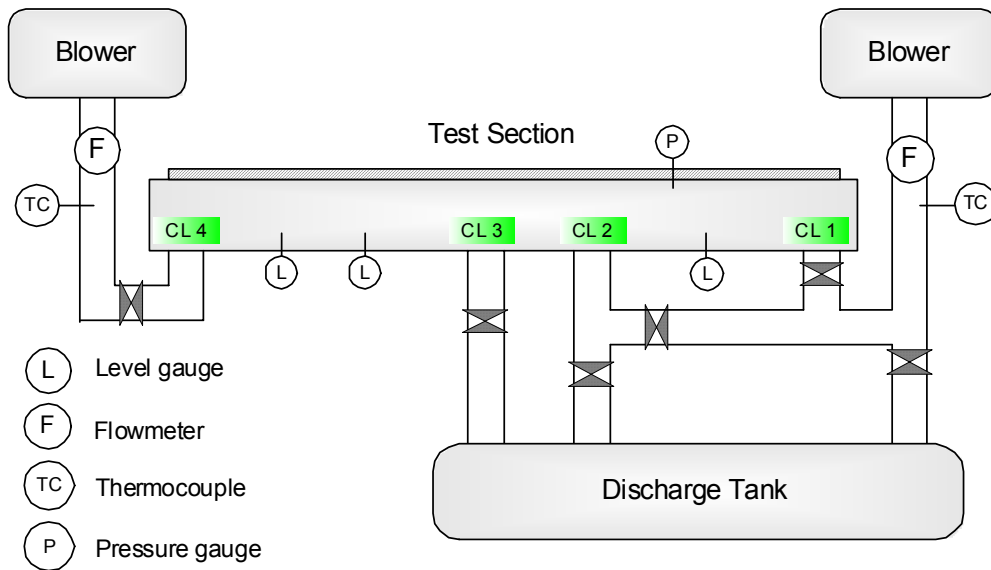 Blower
Blower
Test Section
P
F
F
TC
TC
CL 4
CL 3
CL 2
CL 1
L
L
L
L
Level gauge
F
Flowmeter
TC
Thermocouple
Discharge Tank
P
Pressure gauge